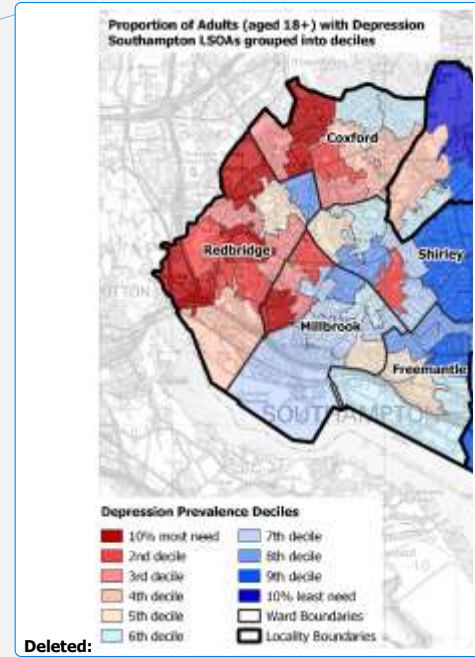 Proportion of Adults (aged 18+) with Depression
Southampton LSOAs grouped into deciles
Coxford
Redbridge
Shirley
Millbrook
Freemantle
SOUTHAMPTON
Depression Prevalence Deciles
10% most need
2nd decile
3rd decile
4th decile
5th decile
6th decile
7th decile
8th decile
9th decile
10% least need
Ward Boundaries
Locality Boundaries
Deleted: